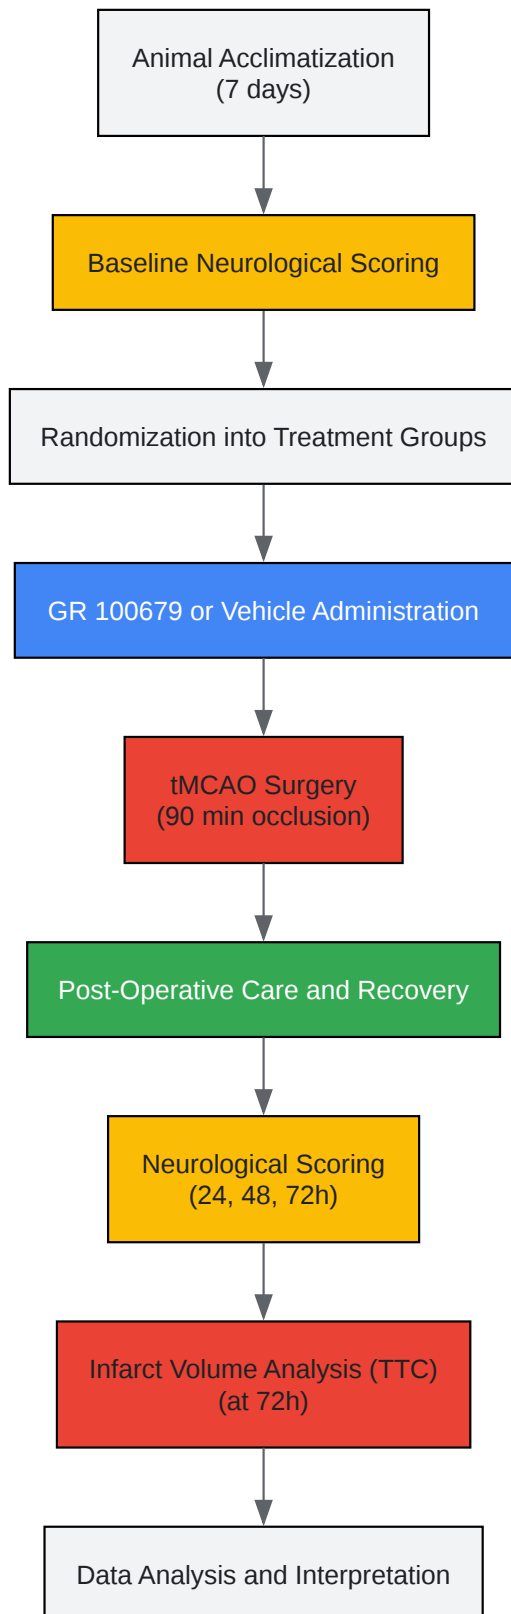 Animal Acclimatization
(7 days)
Baseline Neurological Scoring
Randomization into Treatment Groups
GR 100679 or Vehicle Administration
tMCAO Surgery
(90 min occlusion)
Post-Operative Care and Recovery
Neurological Scoring
(24, 48, 72h)
Infarct Volume Analysis (TTC)
(at 72h)
Data Analysis and Interpretation